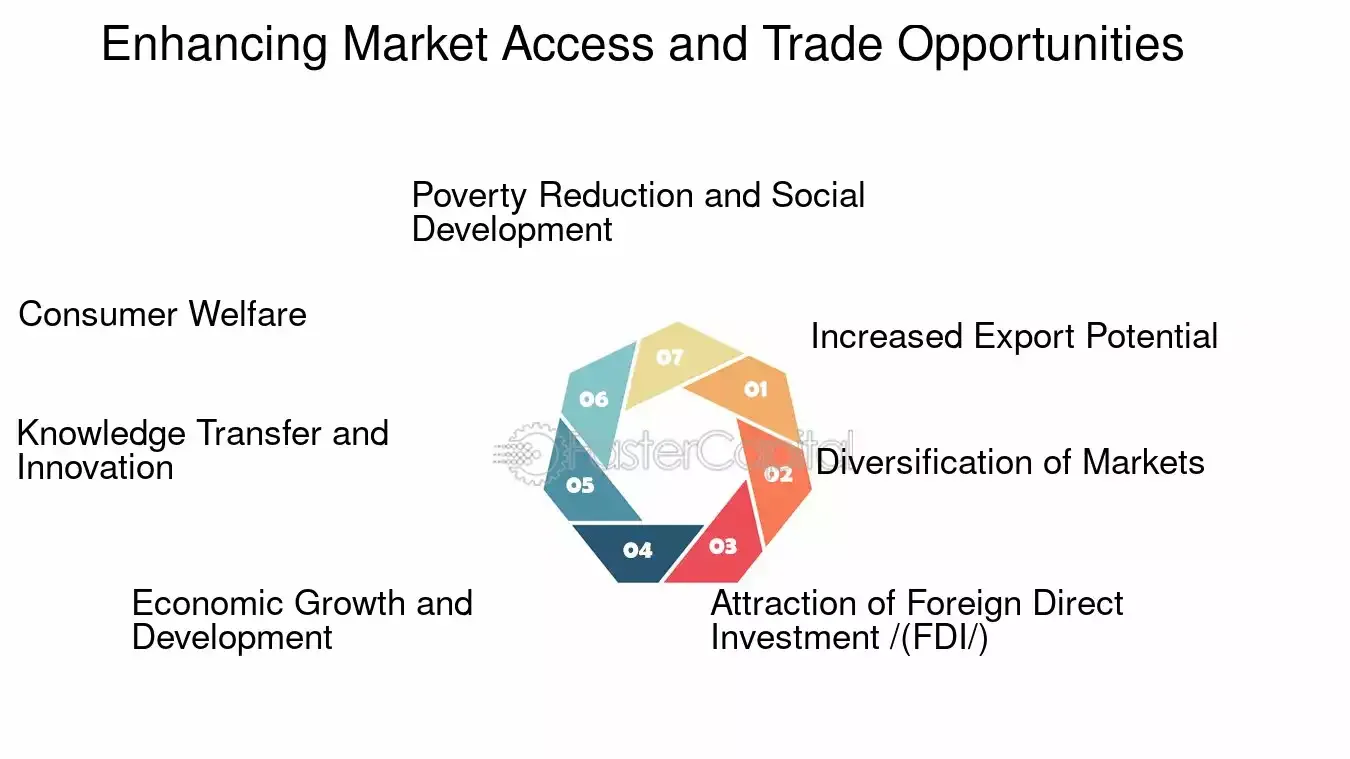 Enhancing Market Access and Trade Opportunities
Poverty Reduction and Social
Development
Consumer Welfare
Increased Export Potential
Knowledge Transfer and
Innovation
Diversification of Markets
Economic Growth and
Development
Attraction of Foreign Direct
Investment /(FDI/)
07
01
06
02
05
03
04
FasterCapital